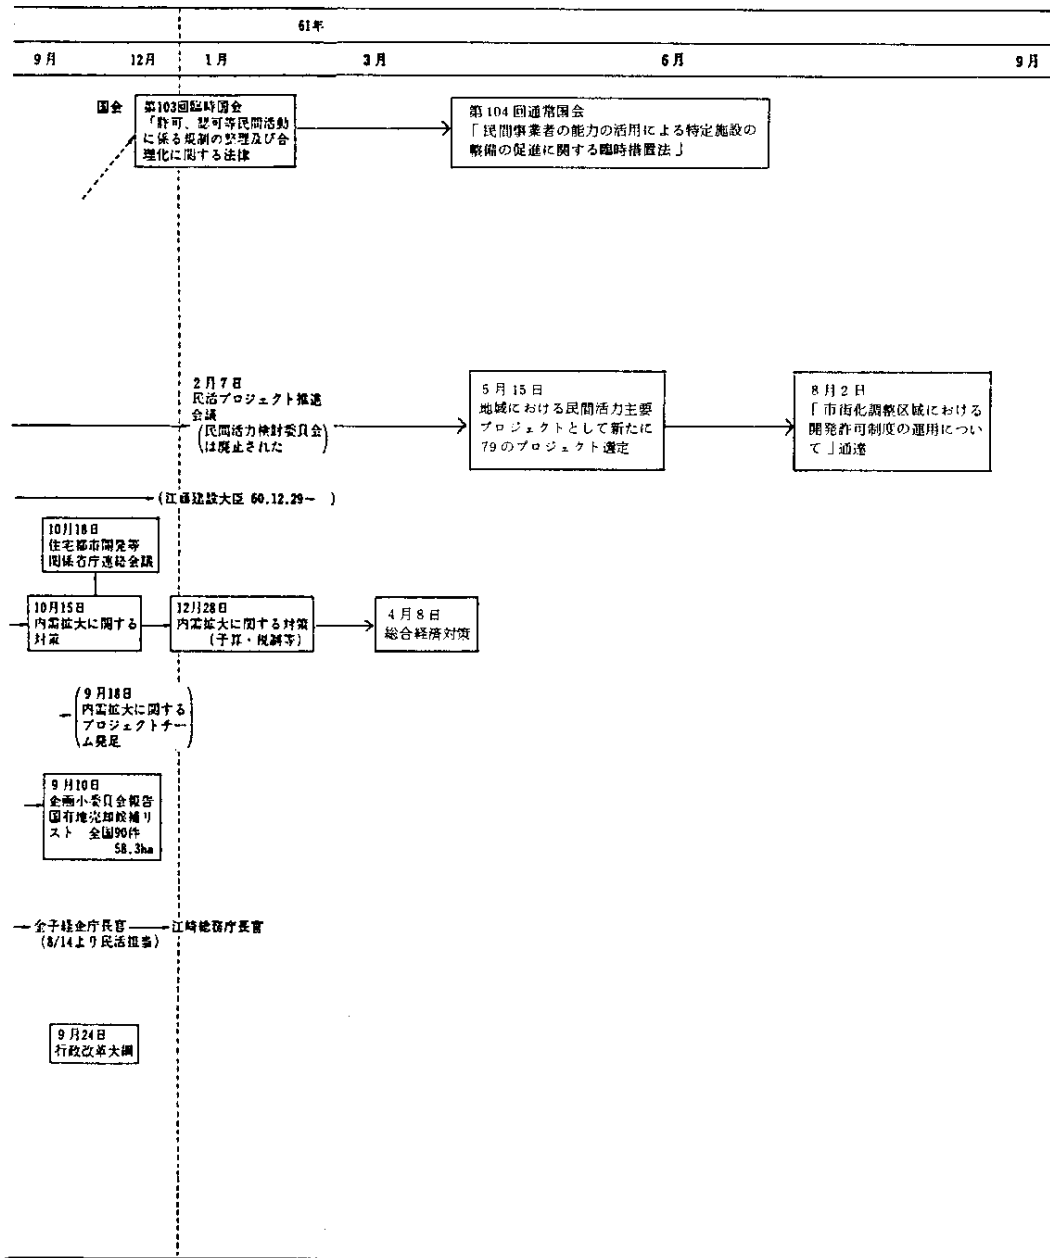 61年
9月 12月 1月 3月 6月 9月
国会
第103回臨時国会
「許可、認可等民間活動
に係る規制の整理及び合
理化に関する法律
第104回通常国会
「民間事業者の能力の活用による特定施設の
整備の促進に関する臨時措置法」
2月7日
民活プロジェクト推進
会議
(民間活力検討委員会)
は廃止された
5月15日
地域における民間活力主要
プロジェクトとして新たに
79のプロジェクト選定
8月2日
「市街化調整区域における
開発許可制度の運用につい
て」通達
(江藤建設大臣 60.12.29~ )
10月18日
住宅都市開発等
関係省庁連絡会議
10月15日
内需拡大に関する
対策
12月28日
内需拡大に関する対策
(予算・税制等)
4月8日
総合経済対策
9月18日
内需拡大に関する
プロジェクトチー
ム発足
9月10日
企画小委員会報告
国有地売却候補リ
スト 全国90件
58.3ha
金子経企庁長官
(8/14より民活担当)
江崎総務庁長官
9月24日
行政改革大綱